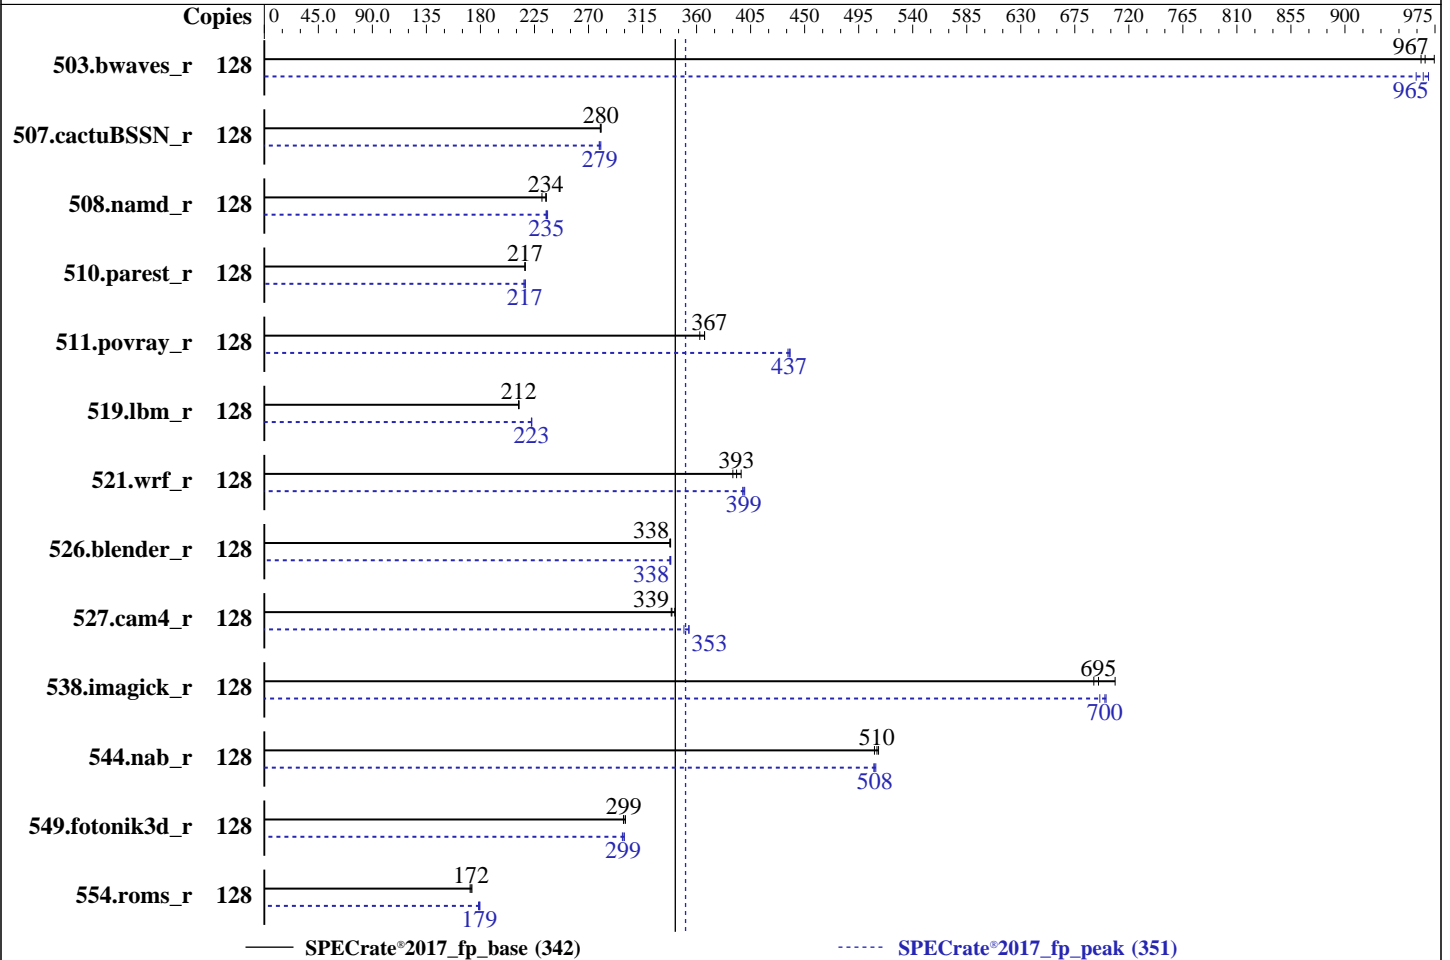 Copies 0 45.0 90.0 135 180 225 270 315 360 405 450 495 540 585 630 675 720 765 810 855 900 975
967
503.bwaves_r 128
965
280
507.cactuBSSN_r 128
279
234
508.namd_r 128
235
217
510.parest_r 128
217
367
511.povray_r 128
437
212
519.lbm_r 128
223
393
521.wrf_r 128
399
338
526.blender_r 128
338
339
527.cam4_r 128
353
695
538.imagick_r 128
700
510
544.nab_r 128
508
299
549.fotonik3d_r 128
299
172
554.roms_r 128
179
SPECrate®2017_fp_base (342) SPECrate®2017_fp_peak (351)